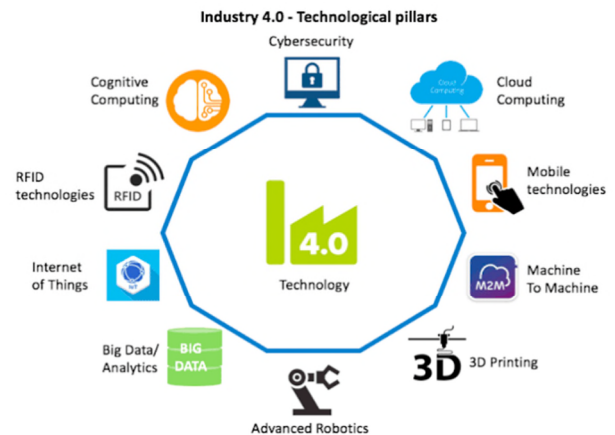 Industry 4.0 - Technological pillars
Cybersecurity
Cognitive
Computing
Cloud
Computing
Cloud
Computing
RFID
technologies
RFID
Mobile
technologies
4.0
Technology
Internet
of Things
IoT
M2M
Machine
To Machine
Big Data/
Analytics
BIG
DATA
3D
3D Printing
Advanced Robotics